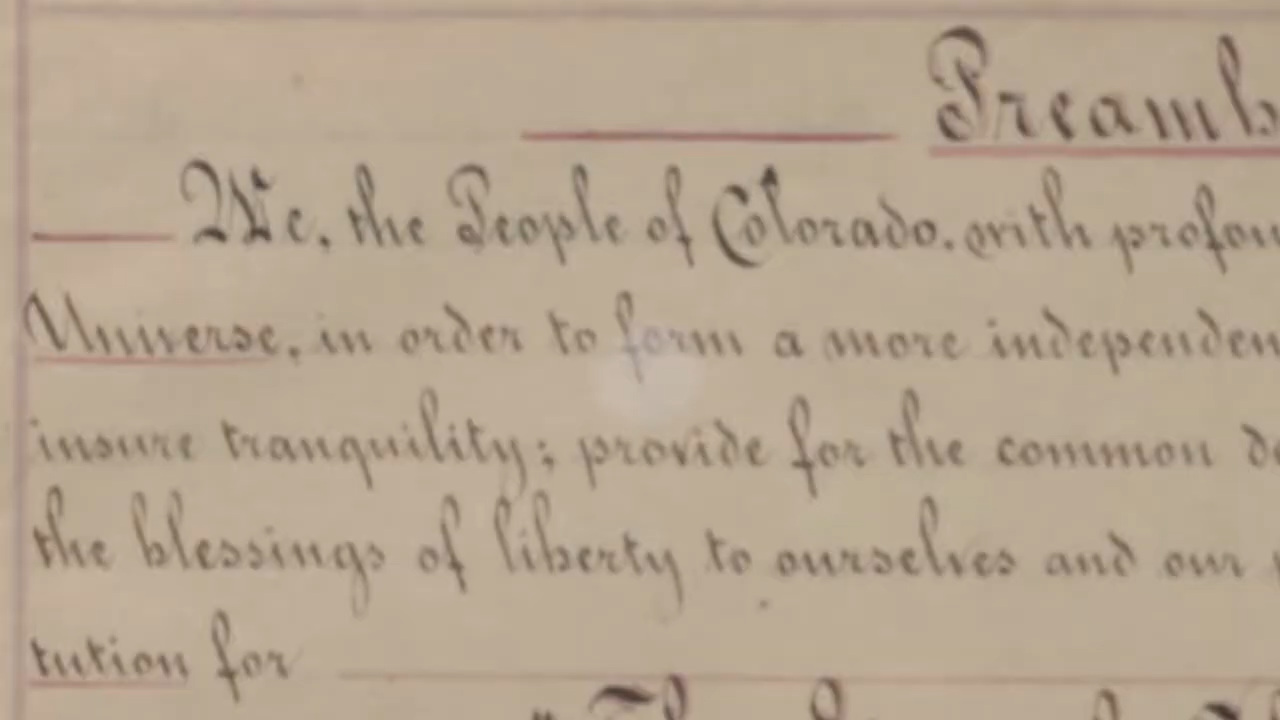 Preamb
We, the People of Colorado, with profou
Universe, in order to form a more independen
insure tranquility; provide for the common de
the blessings of liberty to ourselves and our
tution for